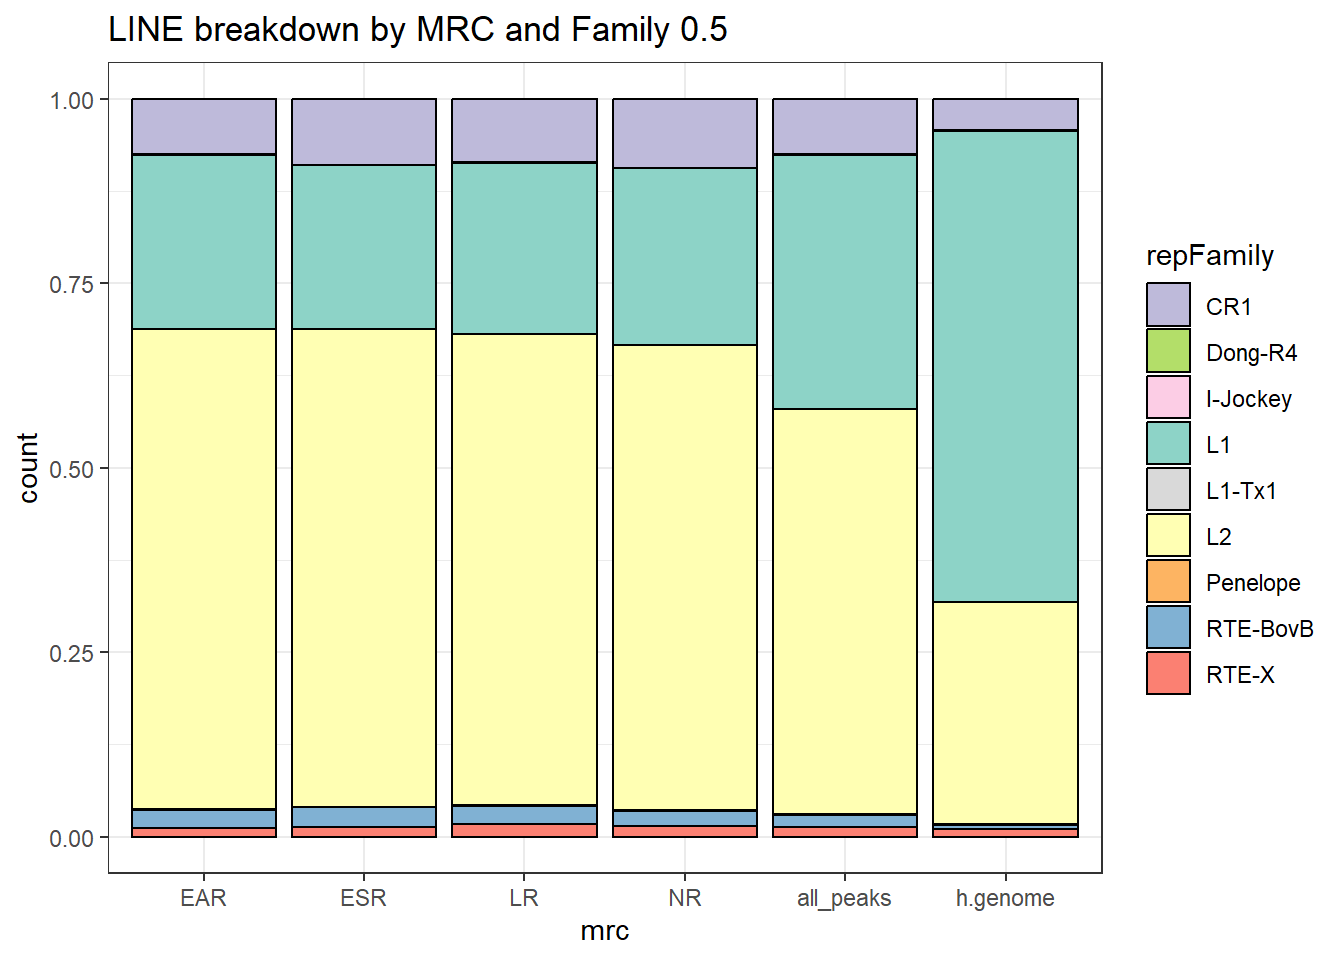 LINE breakdown by MRC and Family 0.5
count
1.00
0.75
0.50
0.25
0.00
EAR
ESR
LR
NR
all_peaks
h.genome
mrc
repFamily
CR1
Dong-R4
I-Jockey
L1
L1-Tx1
L2
Penelope
RTE-BovB
RTE-X